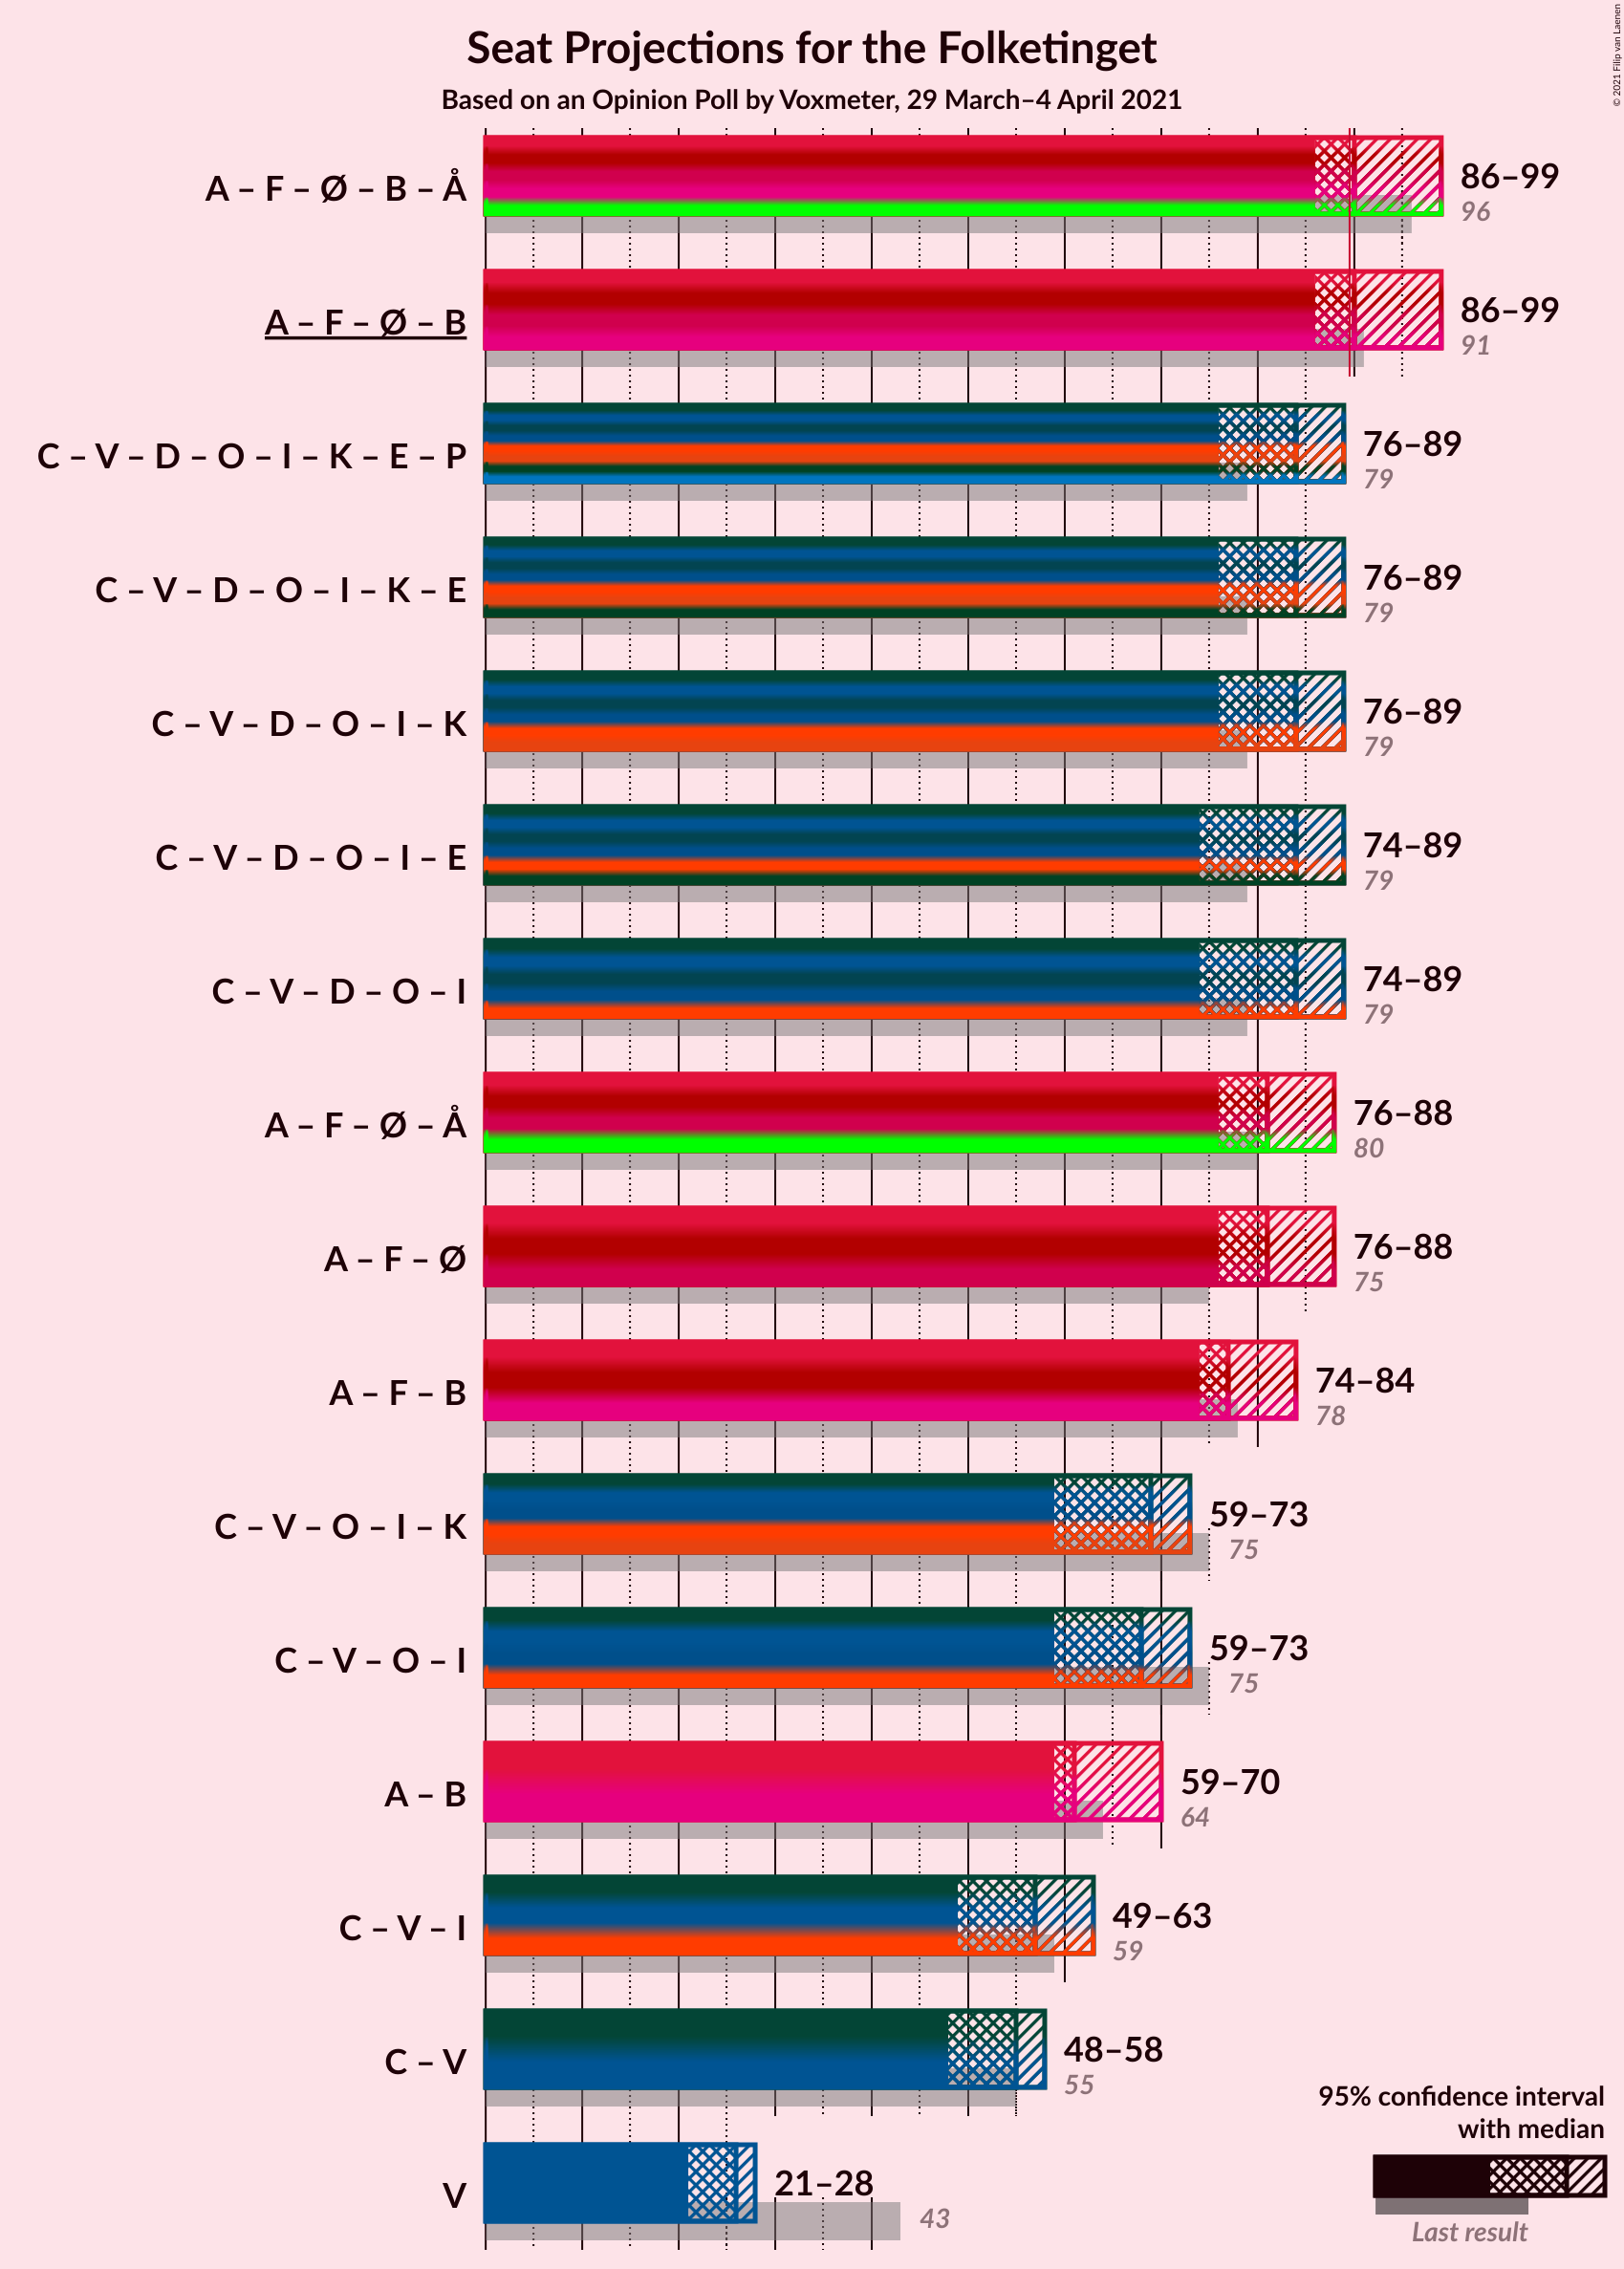 © 2021 Filip van Laenen
Seat Projections for the Folketinget
Based on an Opinion Poll by Voxmeter, 29 March–4 April 2021
A – F – Ø – B – Å
86–99
96
A – F – Ø – B
86–99
91
C – V – D – O – I – K – E – P
76–89
79
C – V – D – O – I – K – E
76–89
79
C – V – D – O – I – K
76–89
79
C – V – D – O – I – E
74–89
79
C – V – D – O – I
74–89
79
A – F – Ø – Å
76–88
80
A – F – Ø
76–88
75
A – F – B
74–84
78
C – V – O – I – K
59–73
75
C – V – O – I
59–73
75
A – B
59–70
64
C – V – I
49–63
59
C – V
48–58
55
V
21–28
43
95% confidence interval
with median
Last result